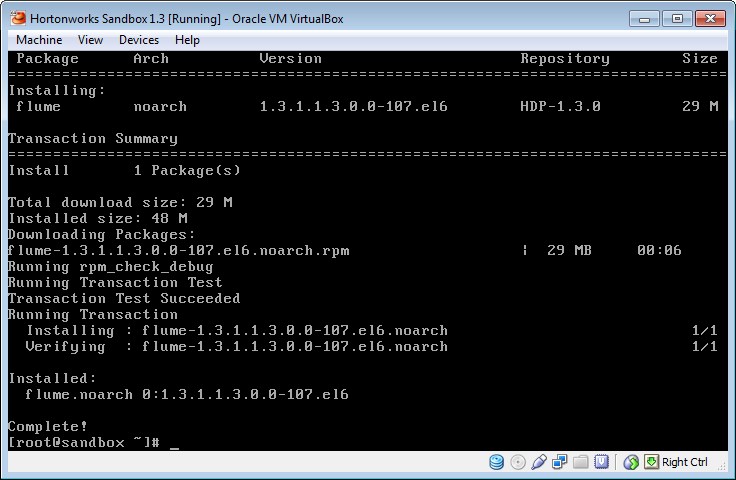 Hortonworks Sandbox 1.3 [Running] - Oracle VM VirtualBox
Machine View Devices Help
Package Arch Version Repository Size
================================================================================
Installing:
flume noarch 1.3.1.1.3.0.0-107.el6 HDP-1.3.0 29 M
Transaction Summary
================================================================================
Install 1 Package(s)
Total download size: 29 M
Installed size: 48 M
Downloading Packages:
flume-1.3.1.1.3.0.0-107.el6.noarch.rpm | 29 MB 00:06
Running rpm_check_debug
Running Transaction Test
Transaction Test Succeeded
Running Transaction
Installing : flume-1.3.1.1.3.0.0-107.el6.noarch 1/1
Verifying : flume-1.3.1.1.3.0.0-107.el6.noarch 1/1
Installed:
flume.noarch 0:1.3.1.1.3.0.0-107.el6
Complete!
[root@sandbox ~]# _
Right Ctrl